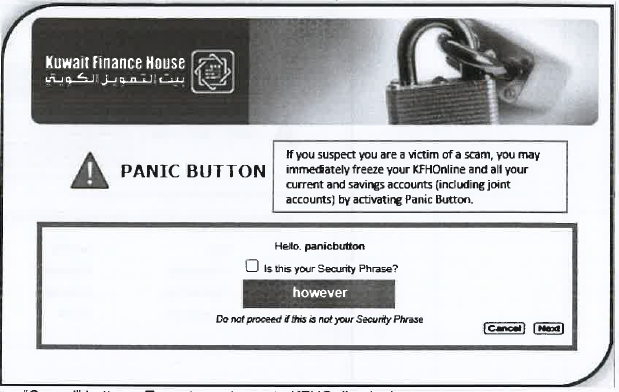 Kuwait Finance House
بيت التمويل الكويتي
PANIC BUTTON
If you suspect you are a victim of a scam, you may
immediately freeze your KFHOnline and all your
current and savings accounts (including joint
accounts) by activating Panic Button.
Hello, panicbutton
Is this your Security Phrase?
however
Do not proceed if this is not your Security Phrase
Cancel Next